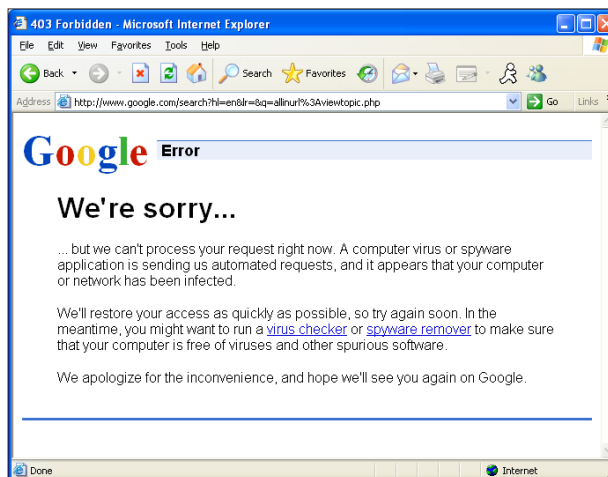 403 Forbidden - Microsoft Internet Explorer
File Edit View Favorites Tools Help
Back Search Favorites
Address http://www.google.com/search?hl=en&lr=&q=allinurl%3Aviewtopic.php Go Links
Google Error
We're sorry...
... but we can't process your request right now. A computer virus or spyware
application is sending us automated requests, and it appears that your computer
or network has been infected.
We'll restore your access as quickly as possible, so try again soon. In the
meantime, you might want to run a virus checker or spyware remover to make sure
that your computer is free of viruses and other spurious software.
We apologize for the inconvenience, and hope we'll see you again on Google.
Done Internet